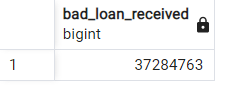 bad_loan_received
bigint
1 37284763